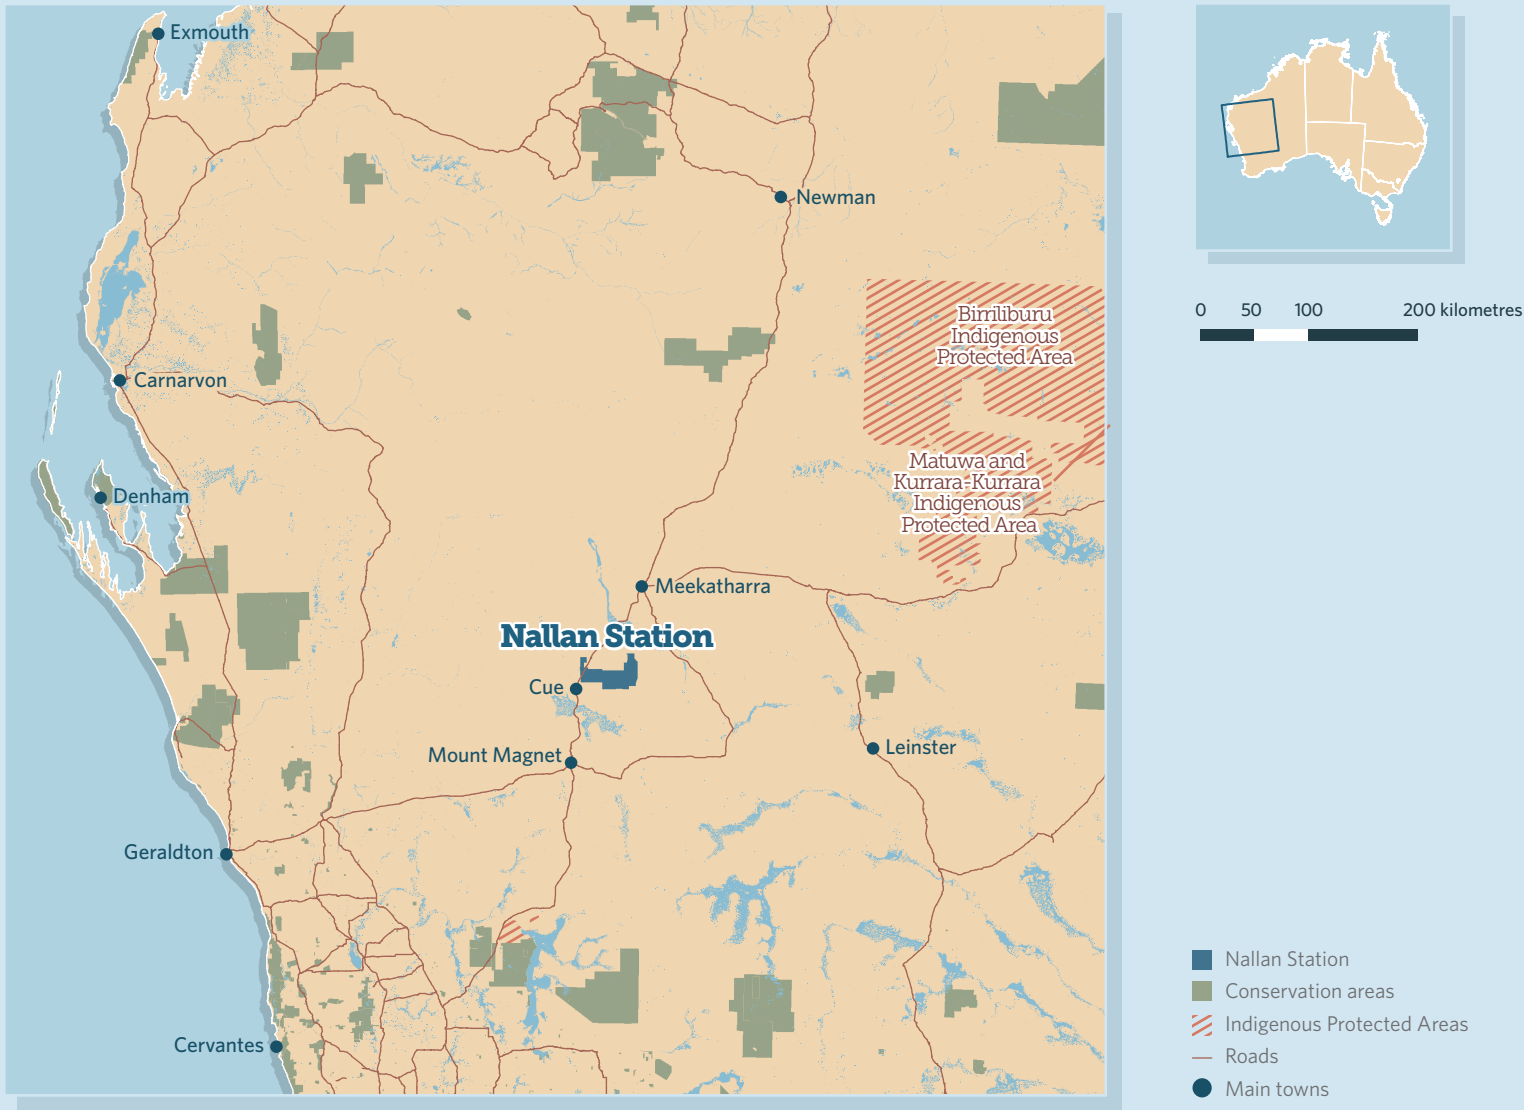 Exmouth
Newman
Birriliburu
Indigenous
Protected Area
Carnarvon
Matuwa and
Kurrara-Kurrara
Indigenous
Protected Area
Denham
Meekatharra
Nallan Station
Cue
Mount Magnet
Leinster
Geraldton
Cervantes
0 50 100 200 kilometres
Nallan Station
Conservation areas
Indigenous Protected Areas
Roads
Main towns